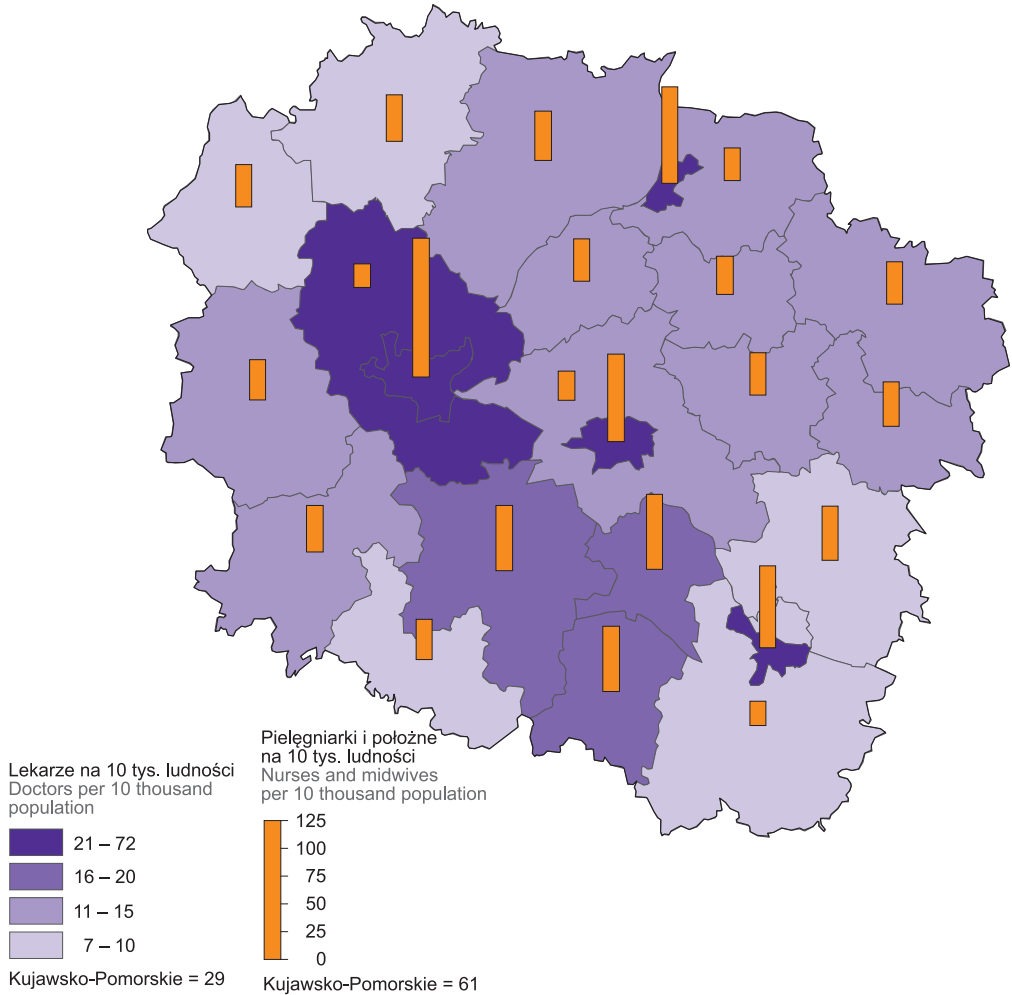 Lekarze na 10 tys. ludności
Doctors per 10 thousand
population
21 – 72
16 – 20
11 – 15
7 – 10
Kujawsko-Pomorskie = 29
Pielęgniarki i położne
na 10 tys. ludności
Nurses and midwives
per 10 thousand population
125
100
75
50
25
0
Kujawsko-Pomorskie = 61